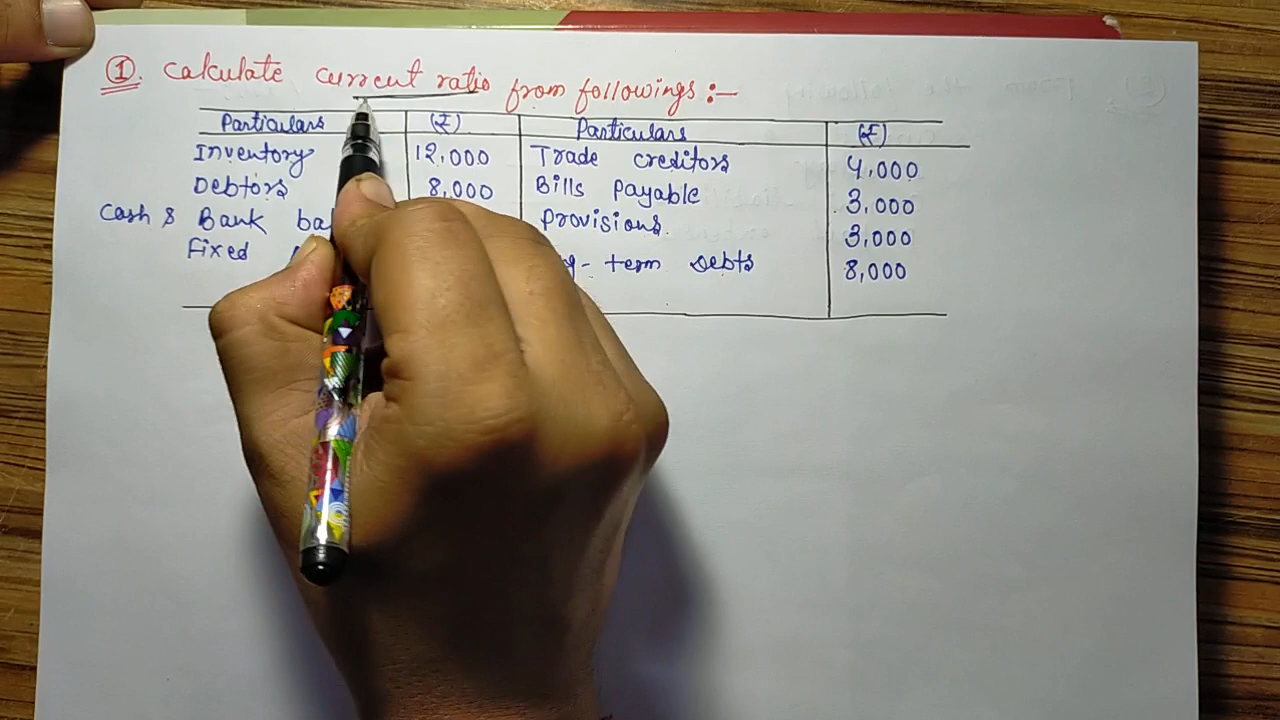 ①. Calculate current ratio from followings :-
Particulars (₹) Particulars (₹)
Inventory 12,000 Trade creditors 4,000
Debtors 8,000 Bills Payable 3,000
Cash & Bank Provisions. 3,000
Fixed term Debts 8,000